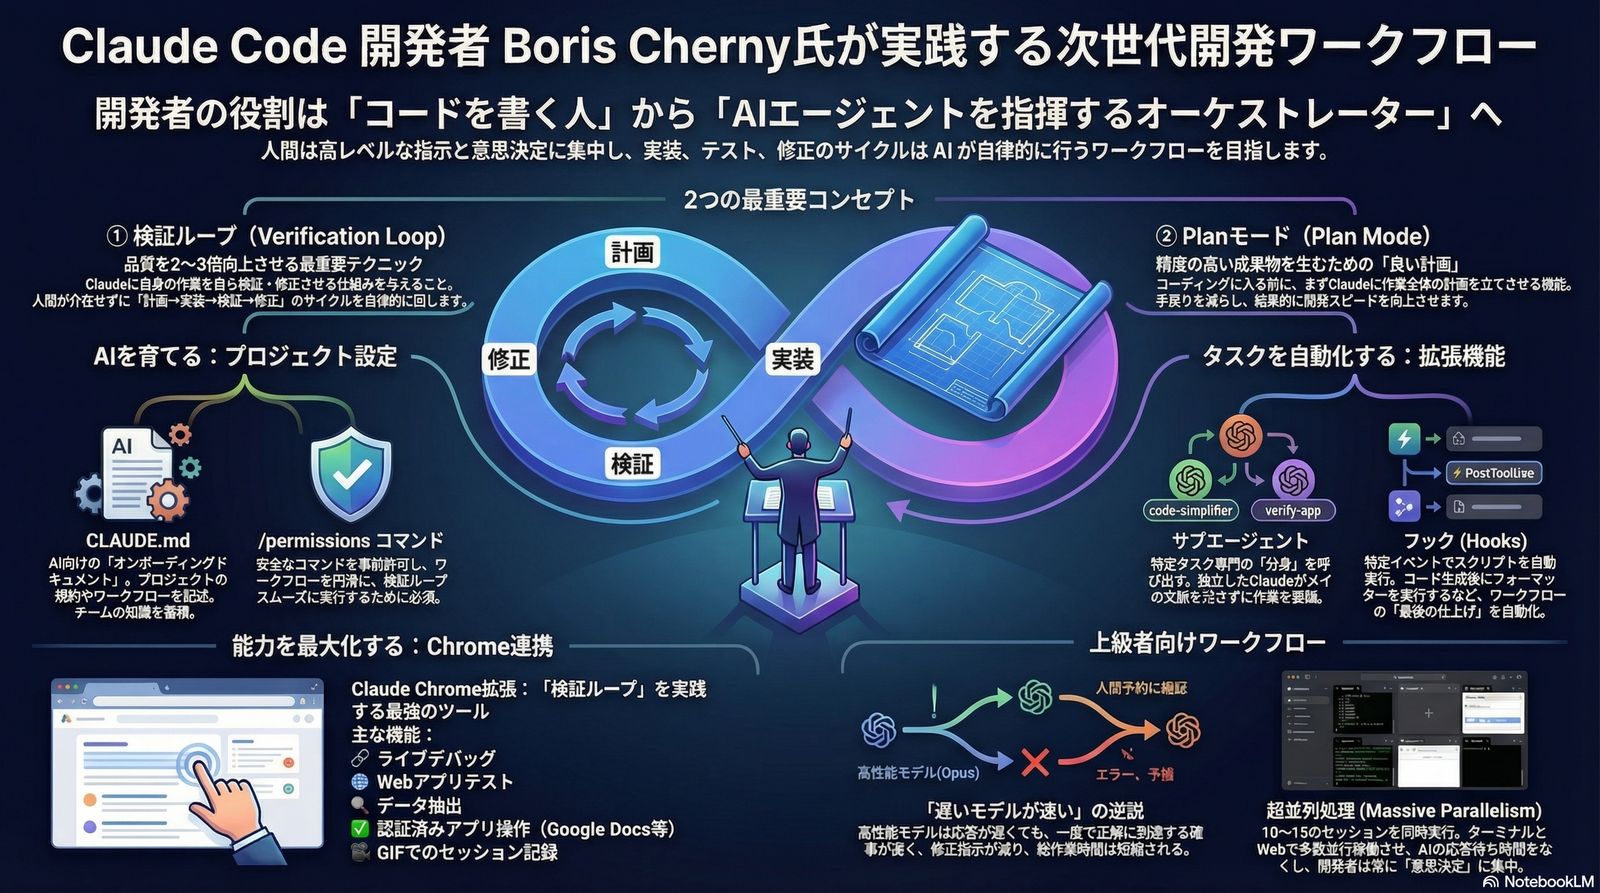 Claude Code 開発者 Boris Cherny氏が実践する次世代開発ワークフロー
開発者の役割は「コードを書く人」から「AIエージェントを指揮するオーケストレーター」へ
人間は高レベルな指示と意思決定に集中し、実装、テスト、修正のサイクルは AI が自律的に行うワークフローを目指します。
2つの最重要コンセプト
① 検証ループ（Verification Loop）
品質を2〜3倍向上させる最重要テクニック
Claudeに自身の作業を自ら検証・修正させる仕組みを与えること。
人間が介在せずに「計画→実装→検証→修正」のサイクルを自律的に回します。
計画
修正
実装
検証
② Planモード（Plan Mode）
精度の高い成果物を生むための「良い計画」
コーディングに入る前に、まずClaudeに作業全体の計画を立てさせる機能。
手戻りを減らし、結果的に開発スピードを向上させます。
AIを育てる：プロジェクト設定
AI
CLAUDE.md
AI向けの「オンボーディングド
キュメント」。プロジェクトの
規約やワークフローを記述。
チームの知識を蓄積。
/permissions コマンド
安全なコマンドを事前許可し、ワ
ークフローを円滑に、検証ループ
スムーズに実行するために必須。
タスクを自動化する：拡張機能
code-simplifier
verify-app
サブエージェント
特定タスク専門の「分身」を呼
び出す。独立したClaudeがメイ
の文脈を さずに作業を
PostToolUse
フック (Hooks)
特定イベントでスクリプトを自動
実行。コード生成後にフォーマッ
ターを実行するなど、ワークフロー
の「最後の仕上げ」を自動化。
能力を最大化する：Chrome連携
Claude Chrome拡張：「検証ループ」を実践
する最強のツール
主な機能：
ライブデバッグ
Webアプリテスト
データ抽出
認証済みアプリ操作（Google Docs等）
GIFでのセッション記録
上級者向けワークフロー
!
人間予約に
高性能モデル(Opus)
エラー、予
「遅いモデルが速い」の逆説
高性能モデルは応答が遅くても、一度で正解に到達する確
事が く、修正指示が減り、総作業時間は短縮される。
超並列処理 (Massive Parallelism)
10〜15のセッションを同時実行。ターミナルと
Webで多数並行稼働させ、AIの応答待ち時間をな
くし、開発者は常に「意思決定」に集中。
NotebookLM